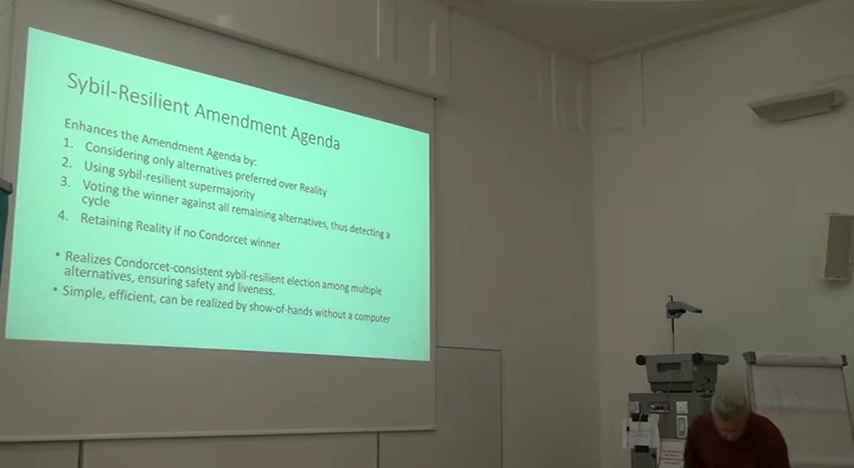 Sybil-Resilient Amendment Agenda
Enhances the Amendment Agenda by:
1. Considering only alternatives preferred over Reality
2. Using sybil-resilient supermajority
3. Voting the winner against all remaining alternatives, thus detecting a
cycle
4. Retaining Reality if no Condorcet winner
• Realizes Condorcet-consistent sybil-resilient election among multiple
alternatives, ensuring safety and liveness.
• Simple, efficient, can be realized by show-of-hands without a computer